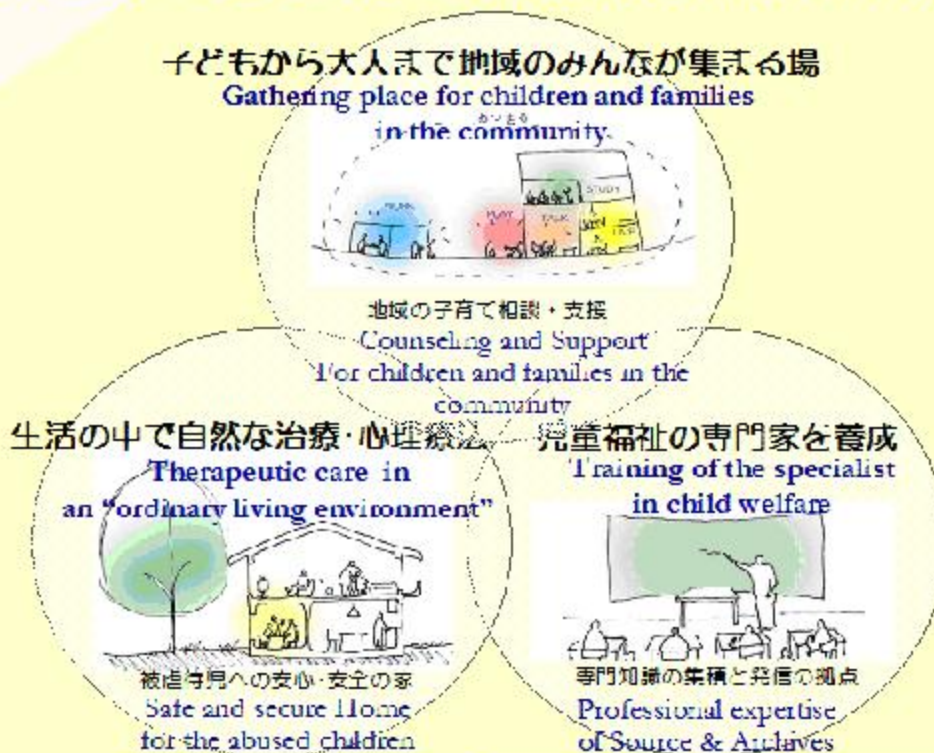 子どもから大人まで地域のみんなが集まる場
Gathering place for children and families
in the community
PLAY
TALK
STUDY
地域の子育て相談・支援
Counseling and Support
For children and families in the
community
生活の中で自然な治療・心理療法
Therapeutic care in
an “ordinary living environment”
被虐待児への安心・安全の家
Safe and secure Home
for the abused children
児童福祉の専門家を養成
Training of the specialist
in child welfare
専門知識の集積と発信の拠点
Professional expertise
of Source & Archives